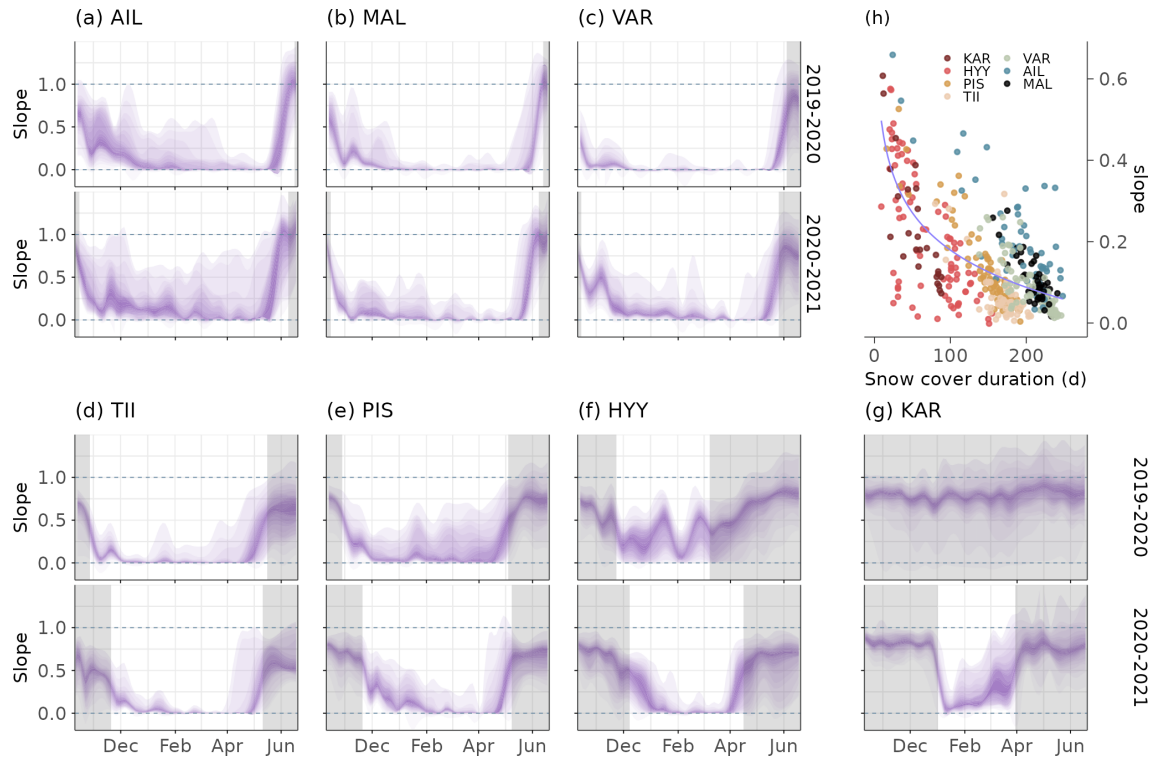 (a) AIL
(b) MAL
(c) VAR
(h)
Slope
1.0
0.5
0.0
2019-2020
Slope
1.0
0.5
0.0
2020-2021
KAR
HYY
PIS
TII
VAR
AIL
MAL
0.6
0.4
0.2
0.0
slope
0
100
200
Snow cover duration (d)
(d) TII
(e) PIS
(f) HYY
(g) KAR
Slope
1.0
0.5
0.0
2019-2020
Slope
1.0
0.5
0.0
2020-2021
Dec Feb Apr Jun
Dec Feb Apr Jun
Dec Feb Apr Jun
Dec Feb Apr Jun